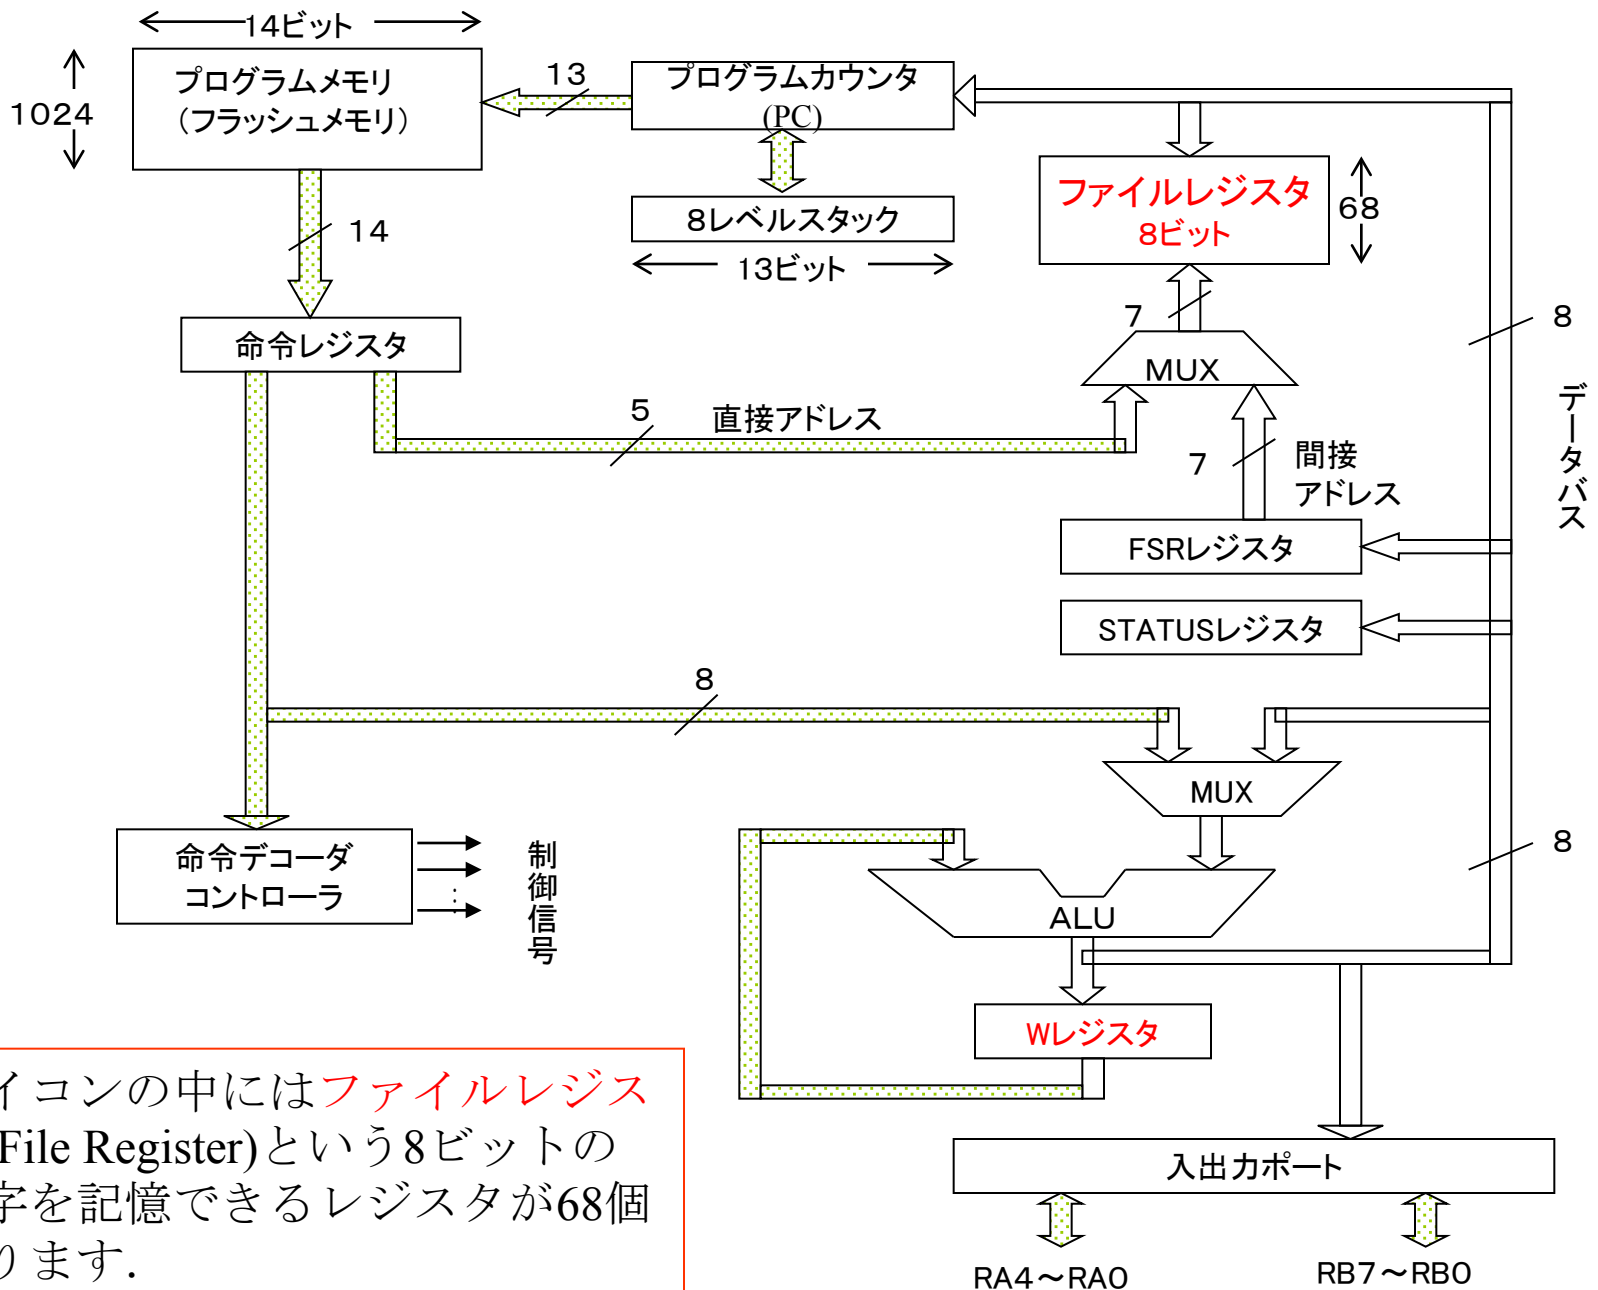 14ビット
1024
プログラムメモリ
（フラッシュメモリ）
13
プログラムカウンタ
(PC)
8レベルスタック
13ビット
ファイルレジスタ
8ビット
68
14
命令レジスタ
7
MUX
8
データバス
5
直接アドレス
7
間接
アドレス
FSRレジスタ
STATUSレジスタ
8
MUX
8
命令デコーダ
コントローラ
制御信号
ALU
Wレジスタ
イコンの中にはファイルレジス
File Register)という8ビットの
字を記憶できるレジスタが68個
ります.
入出力ポート
RA4～RA0
RB7～RB0